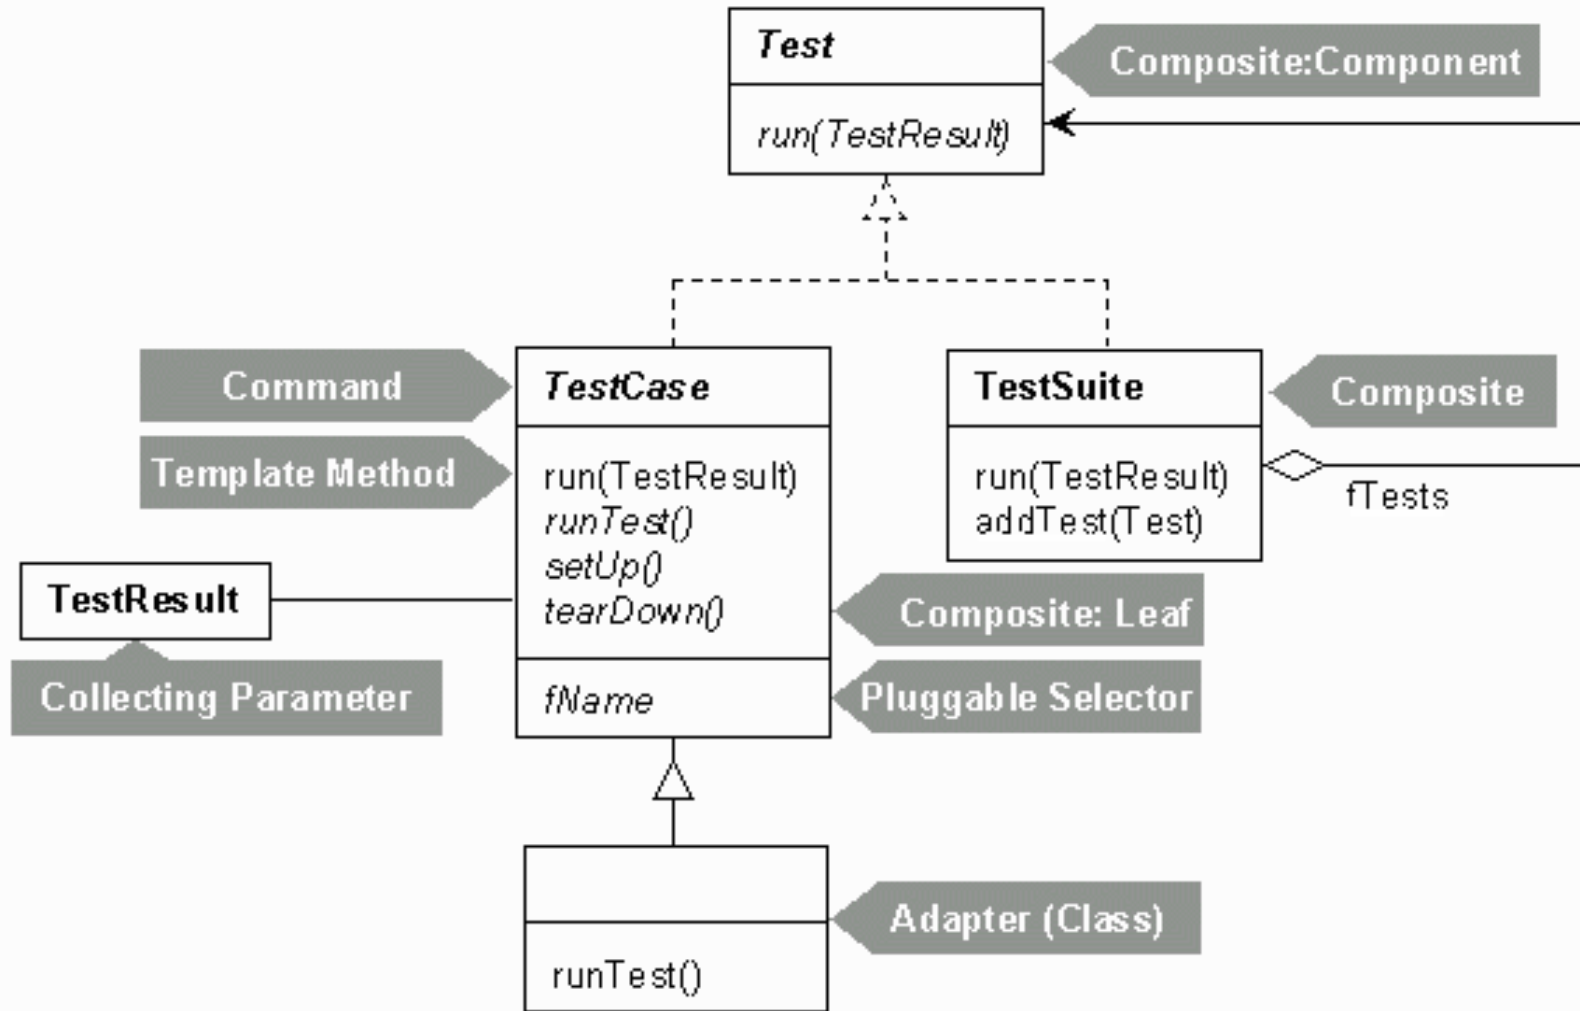 Test
Composite:Component
run(TestResult)
Command
TestCase
TestSuite
Composite
Template Method
run(TestResult)
runTest()
setUp()
tearDown()
run(TestResult)
addTest(Test)
fTests
TestResult
Composite: Leaf
Collecting Parameter
fName
Pluggable Selector
Adapter (Class)
runTest()